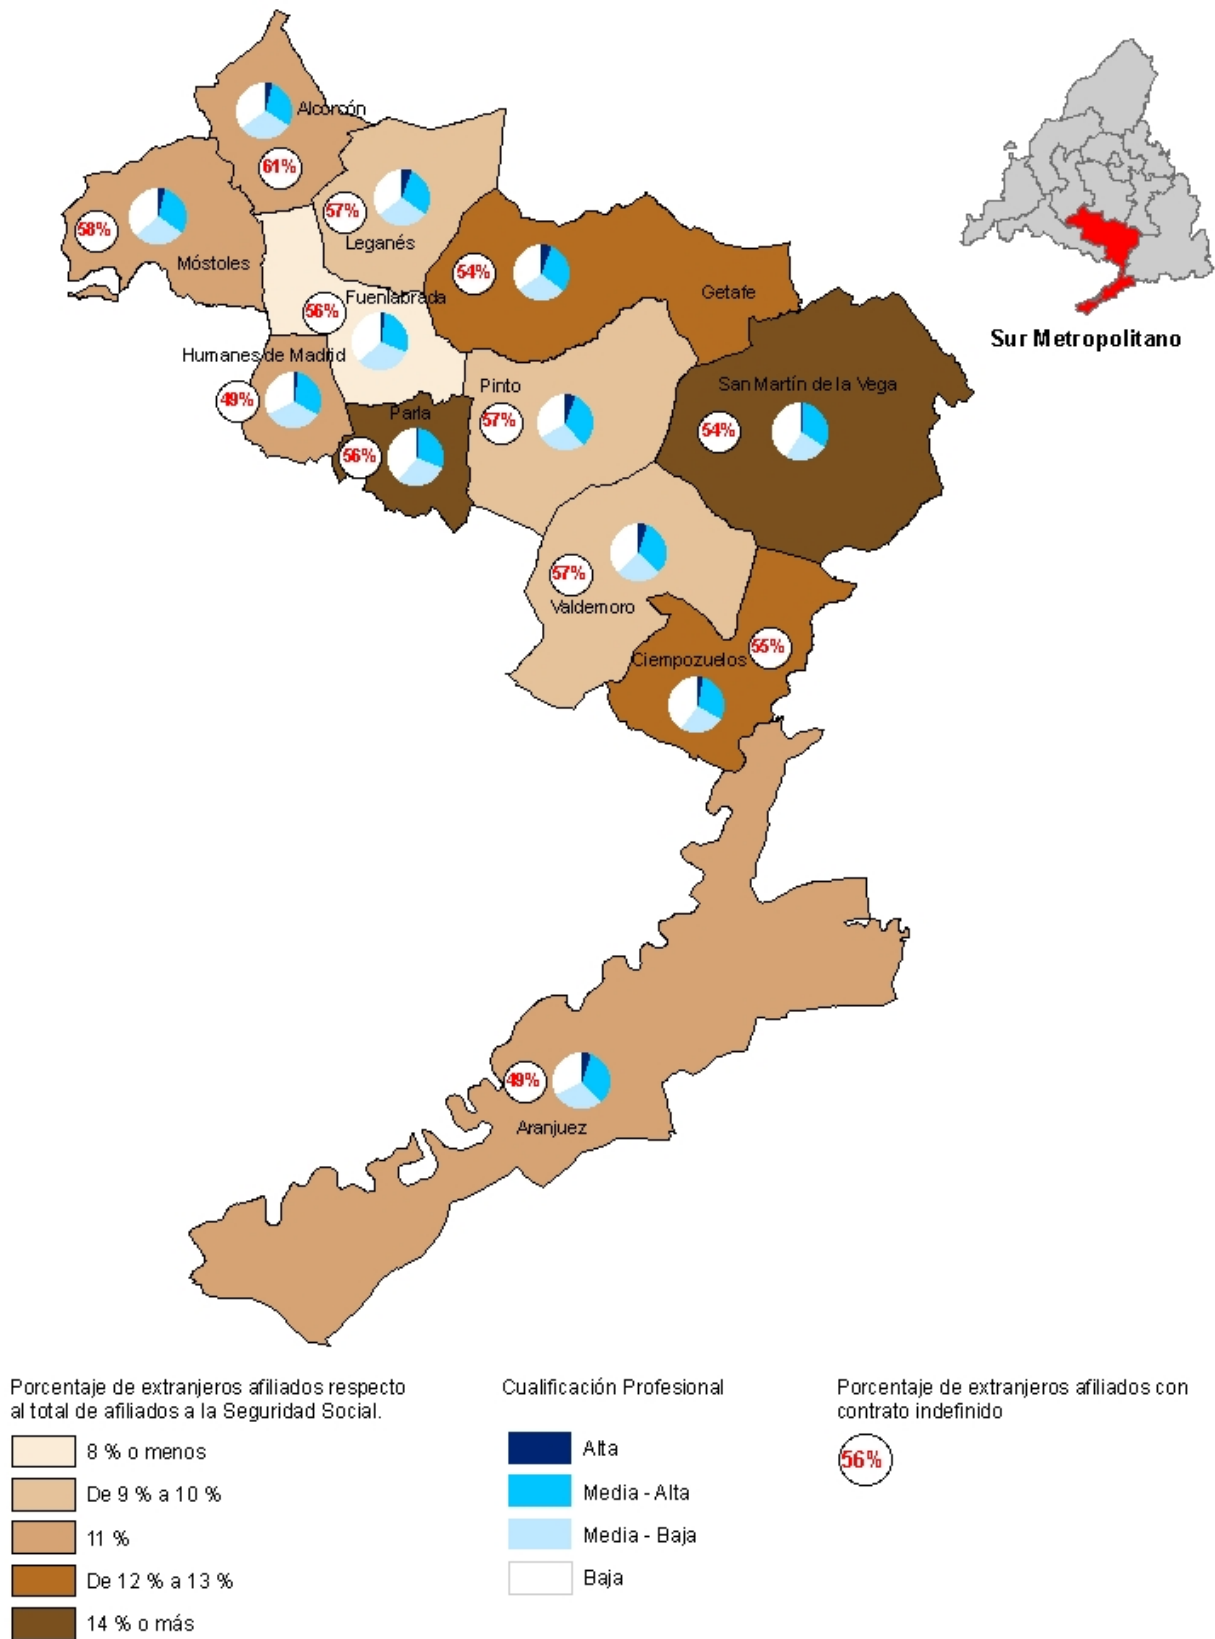 Alcorcón
61%
57%
Leganés
58%
Móstoles
54%
Getafe
Sur Metropolitano
56%
Fuenlabrada
Humanes de Madrid
49%
Pinto
57%
San Martín de la Vega
54%
Parla
56%
57%
Valdemoro
55%
Ciempozuelos
49%
Aranjuez
Porcentaje de extranjeros afiliados respecto
al total de afiliados a la Seguridad Social.
8 % o menos
De 9 % a 10 %
11 %
De 12 % a 13 %
14 % o más
Cualificación Profesional
Alta
Media - Alta
Media - Baja
Baja
Porcentaje de extranjeros afiliados con
contrato indefinido
56%